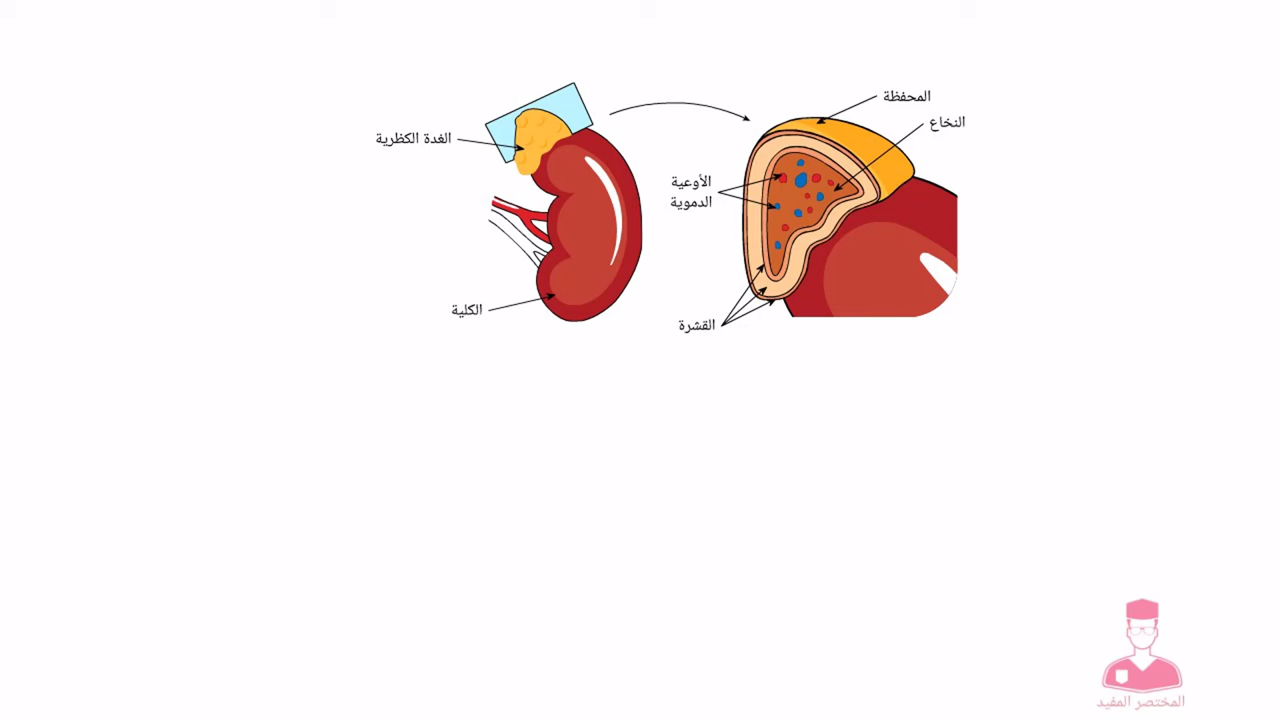 المحفظة
النخاع
الغدة الكظرية
الأوعية
الدموية
الكلية
القشرة
المختصر المفيد